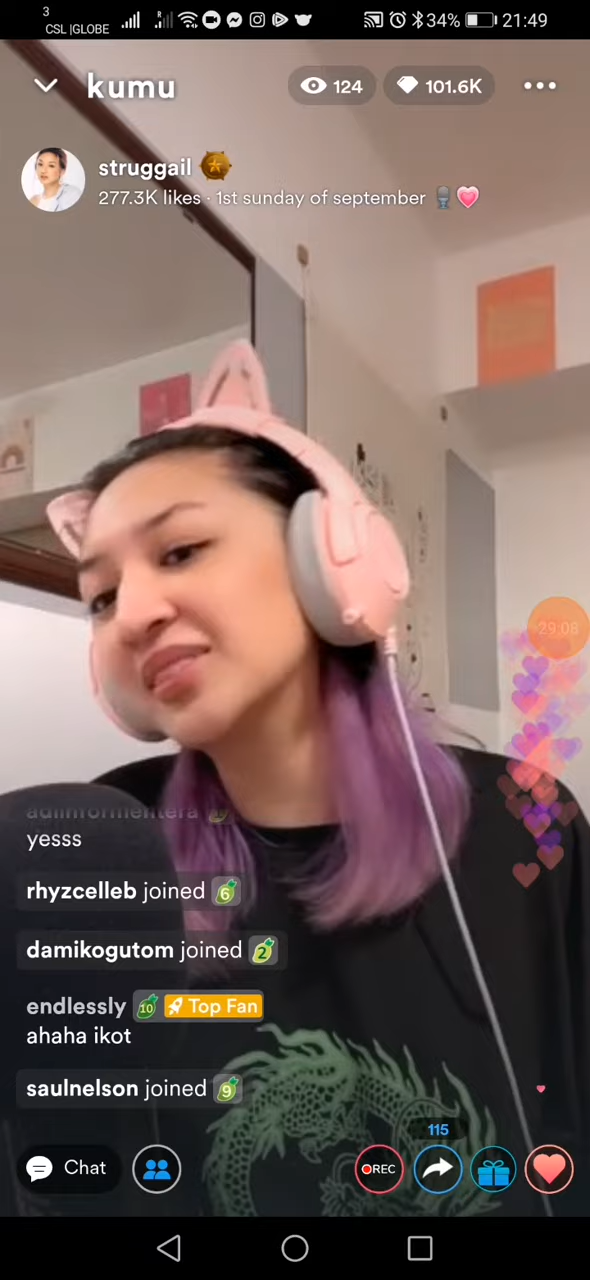 3
CSL |GLOBE
34%
21:49
kumu
124
101.6K
struggail
277.3K likes · 1st sunday of september
29:08
adiinformentera
yesss
rhyzcelleb joined 6
damikogutom joined 2
endlessly 10 Top Fan
ahaha ikot
saulnelson joined 9
115
Chat
REC